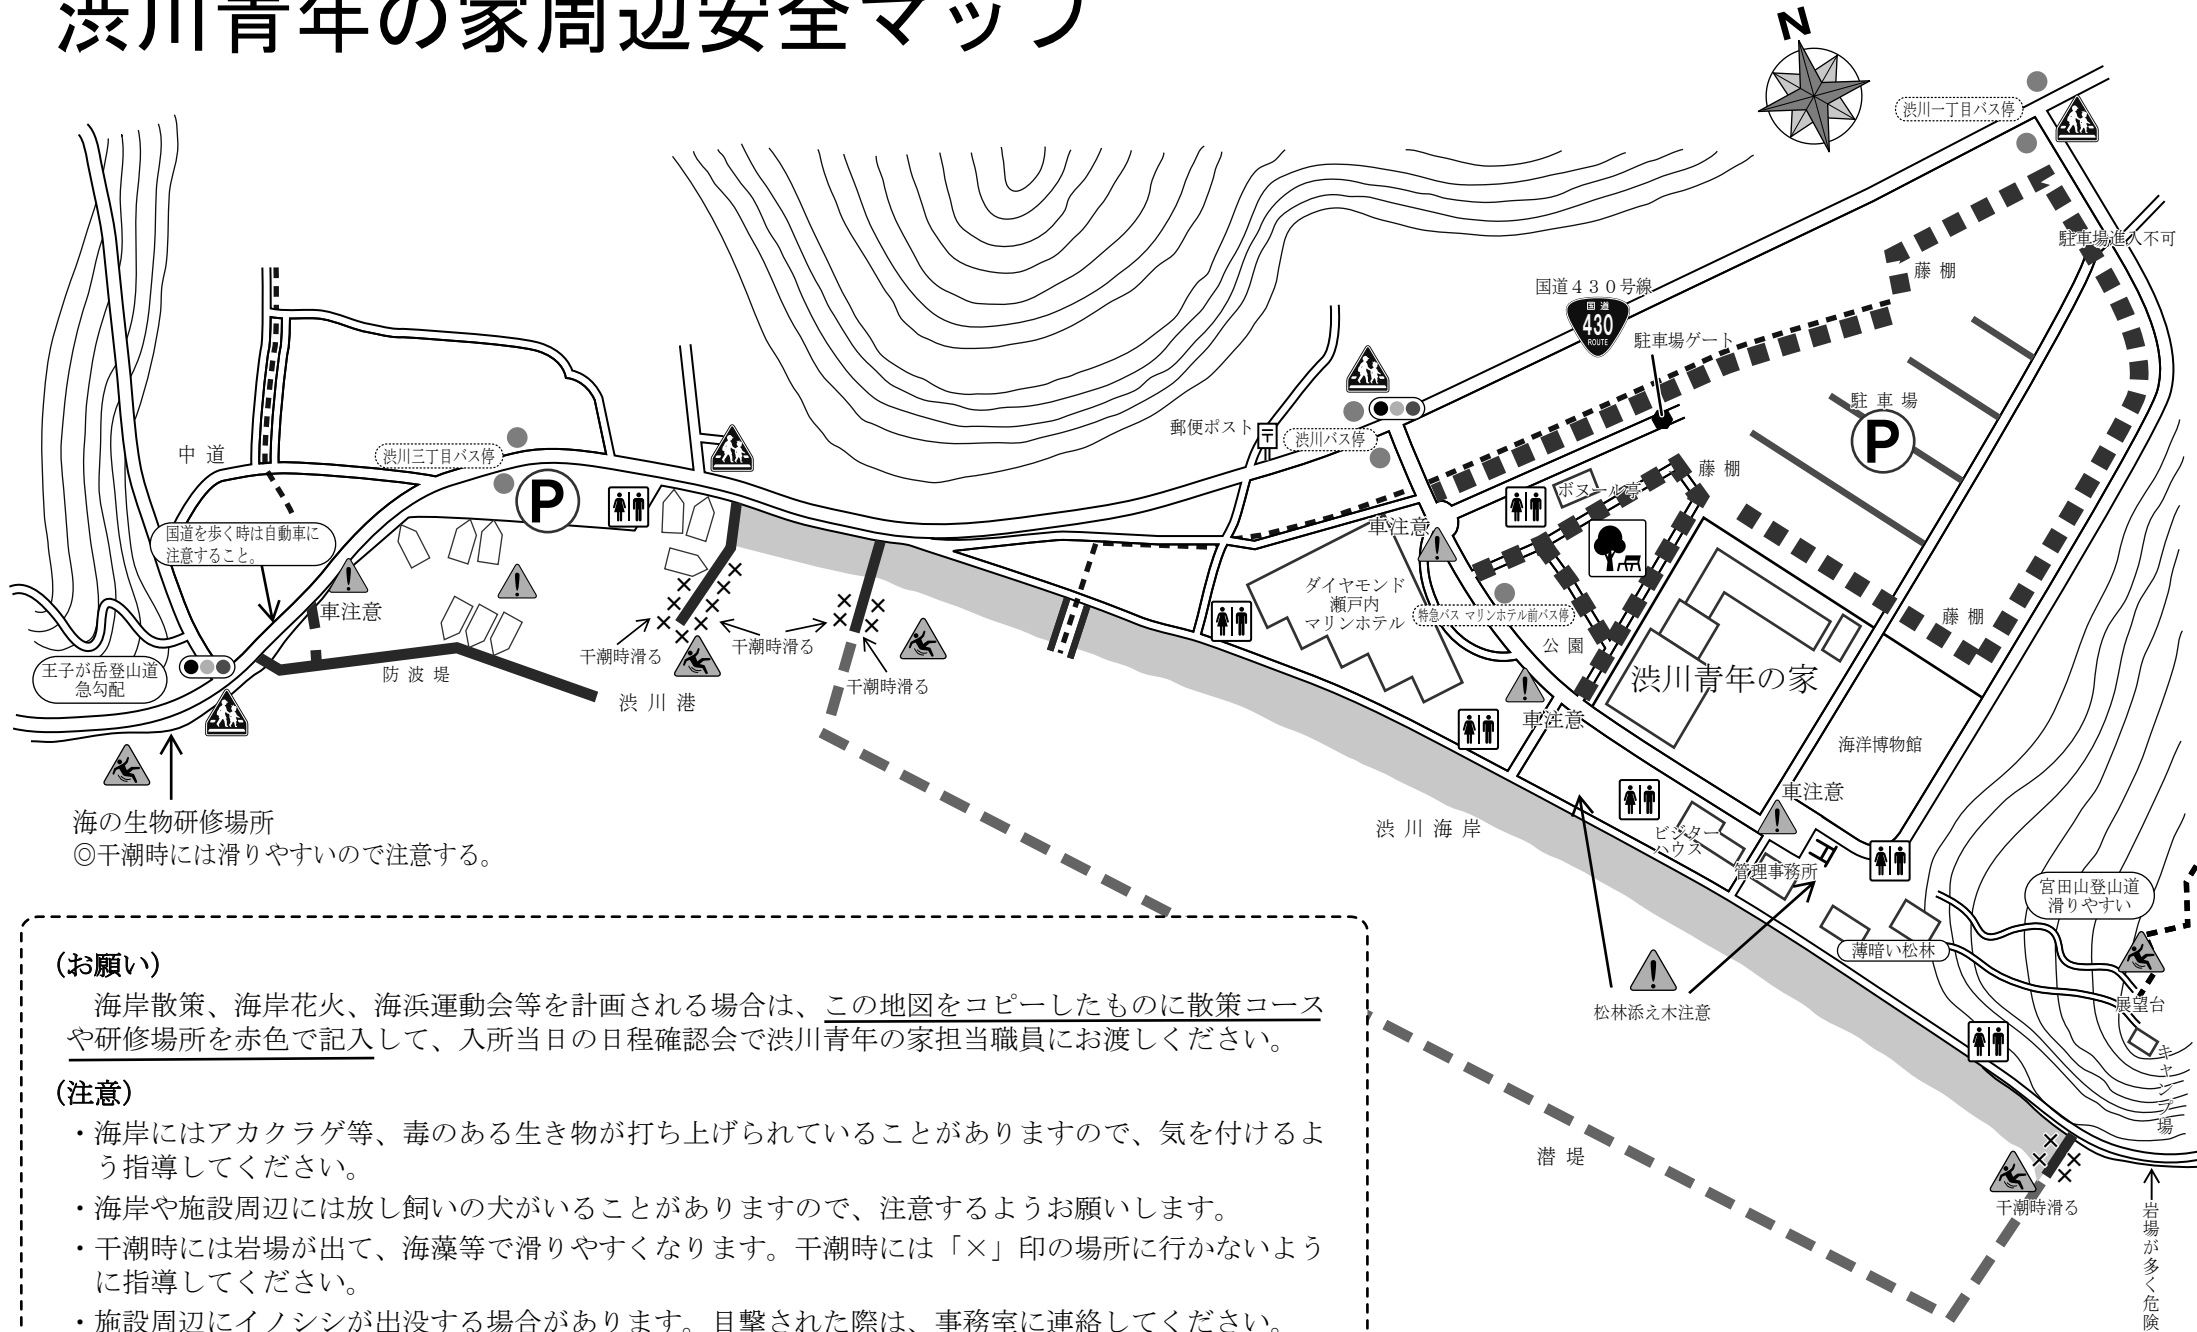 渋川青年の家周辺安全マップ
N
渋川一丁目バス停
駐車場進入不可
藤棚
国道430号線
国道
430
ROUTE
駐車場ゲート
駐車場
P
郵便ポスト
〒
渋川バス停
中道
渋川三丁目バス停
P
藤棚
ボヌール亭
国道を歩く時は自動車に
注意すること。
車注意
車注意
ダイヤモンド
瀬戸内
マリンホテル
特急バス マリンホテル前バス停
公園
藤棚
渋川青年の家
王子が岳登山道
急勾配
防波堤
渋川港
干潮時滑る
干潮時滑る
干潮時滑る
車注意
海洋博物館
車注意
海の生物研修場所
◎干潮時には滑りやすいので注意する。
渋川海岸
ビジター
ハウス
管理事務所
宮田山登山道
滑りやすい
薄暗い松林
展望台
松林添え木注意
キャンプ場
潜堤
干潮時滑る
岩場が多く危険
(お願い)
海岸散策、海岸花火、海浜運動会等を計画される場合は、この地図をコピーしたものに散策コース
や研修場所を赤色で記入して、入所当日の日程確認会で渋川青年の家担当職員にお渡しください。
(注意)
・海岸にはアカクラゲ等、毒のある生き物が打ち上げられていることがありますので、気を付けるよ
う指導してください。
・海岸や施設周辺には放し飼いの犬がいることがありますので、注意するようお願いします。
・干潮時には岩場が出て、海藻等で滑りやすくなります。干潮時には「×」印の場所に行かないよう
に指導してください。
・施設周辺にイノシシが出没する場合があります。目撃された際は、事務室に連絡してください。